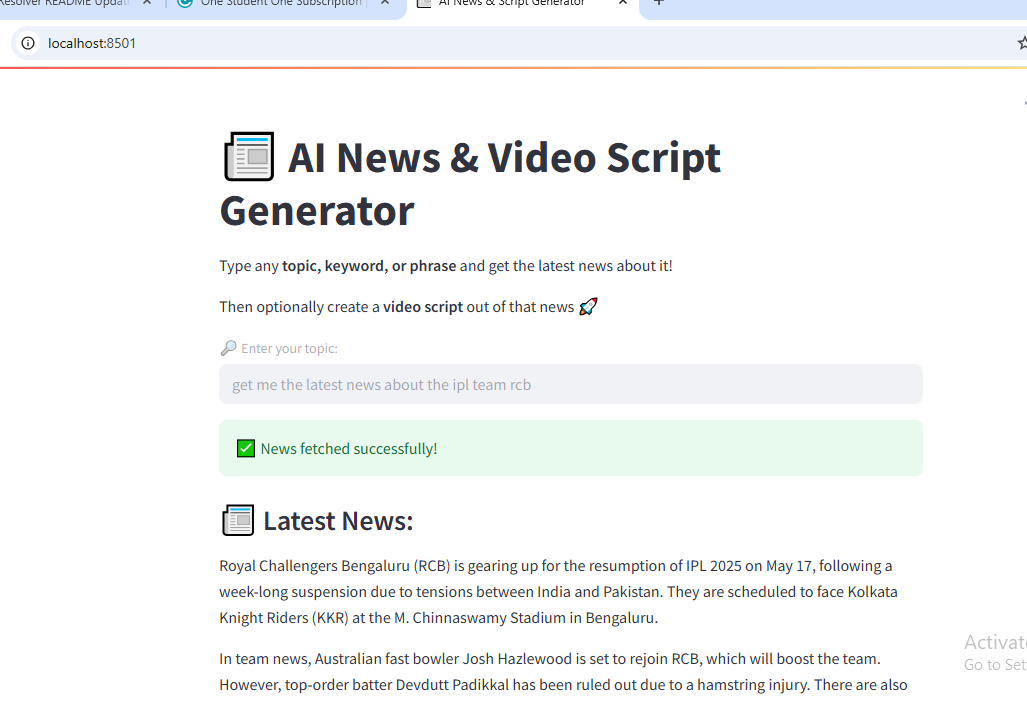 README Updat
One Student One Subscription
AI News & Script Generator
localhost:8501
AI News & Video Script
Generator
Type any topic, keyword, or phrase and get the latest news about it!
Then optionally create a video script out of that news 🚀
🔎 Enter your topic:
get me the latest news about the ipl team rcb
✅ News fetched successfully!
📰 Latest News:
Royal Challengers Bengaluru (RCB) is gearing up for the resumption of IPL 2025 on May 17, following a
week-long suspension due to tensions between India and Pakistan. They are scheduled to face Kolkata
Knight Riders (KKR) at the M. Chinnaswamy Stadium in Bengaluru.
In team news, Australian fast bowler Josh Hazlewood is set to rejoin RCB, which will boost the team.
However, top-order batter Devdutt Padikkal has been ruled out due to a hamstring injury. There are also
Activat
Go to Set